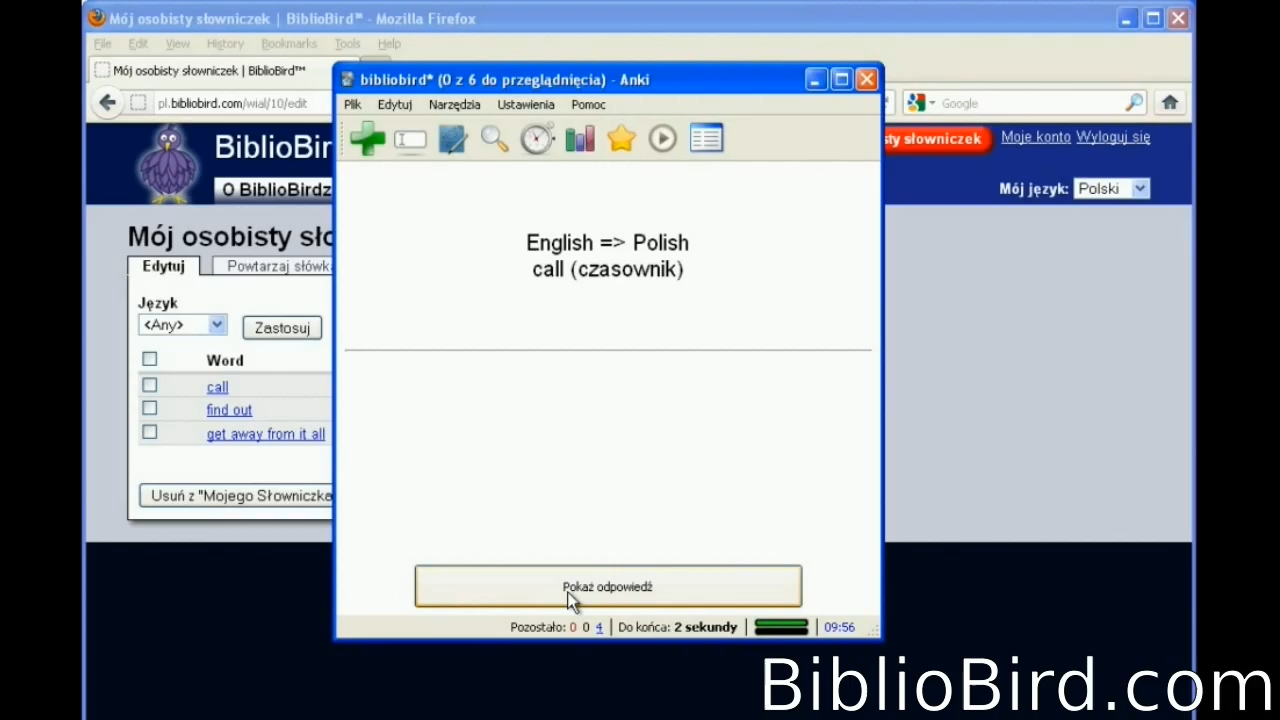 Mój osobisty słowniczek | BiblioBird™ - Mozilla Firefox
File Edit View History Bookmarks Tools Help
Mój osobisty słowniczek | BiblioBird™
pl.bibliobird.com/wial/10/edit
Google
BiblioBir
sty słowniczek
Moje konto Wyloguj się
O BiblioBirdz
Mój język: Polski
Mój osobisty sło
Edytuj
Powtarzaj słówka
Język
<Any>
Zastosuj
Word
call
find out
get away from it all
Usuń z "Mojego Słowniczka
bibliobird* (0 z 6 do przeglądnięcia) - Anki
Plik Edytuj Narzędzia Ustawienia Pomoc
English => Polish
call (czasownik)
Pokaż odpowiedź
Pozostało: 0 0 4 | Do końca: 2 sekundy | 09:56
BiblioBird.com